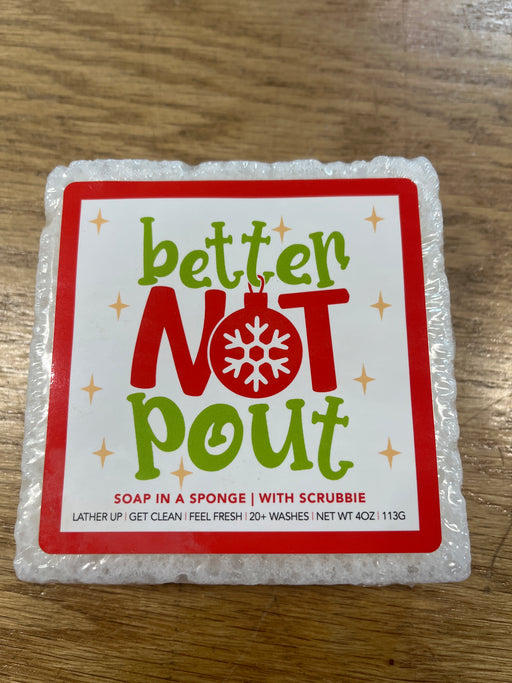 better
NOT
pout
SOAP IN A SPONGE | WITH SCRUBBIE
LATHER UP | GET CLEAN | FEEL FRESH | 20+ WASHES | NET WT 4OZ | 113G